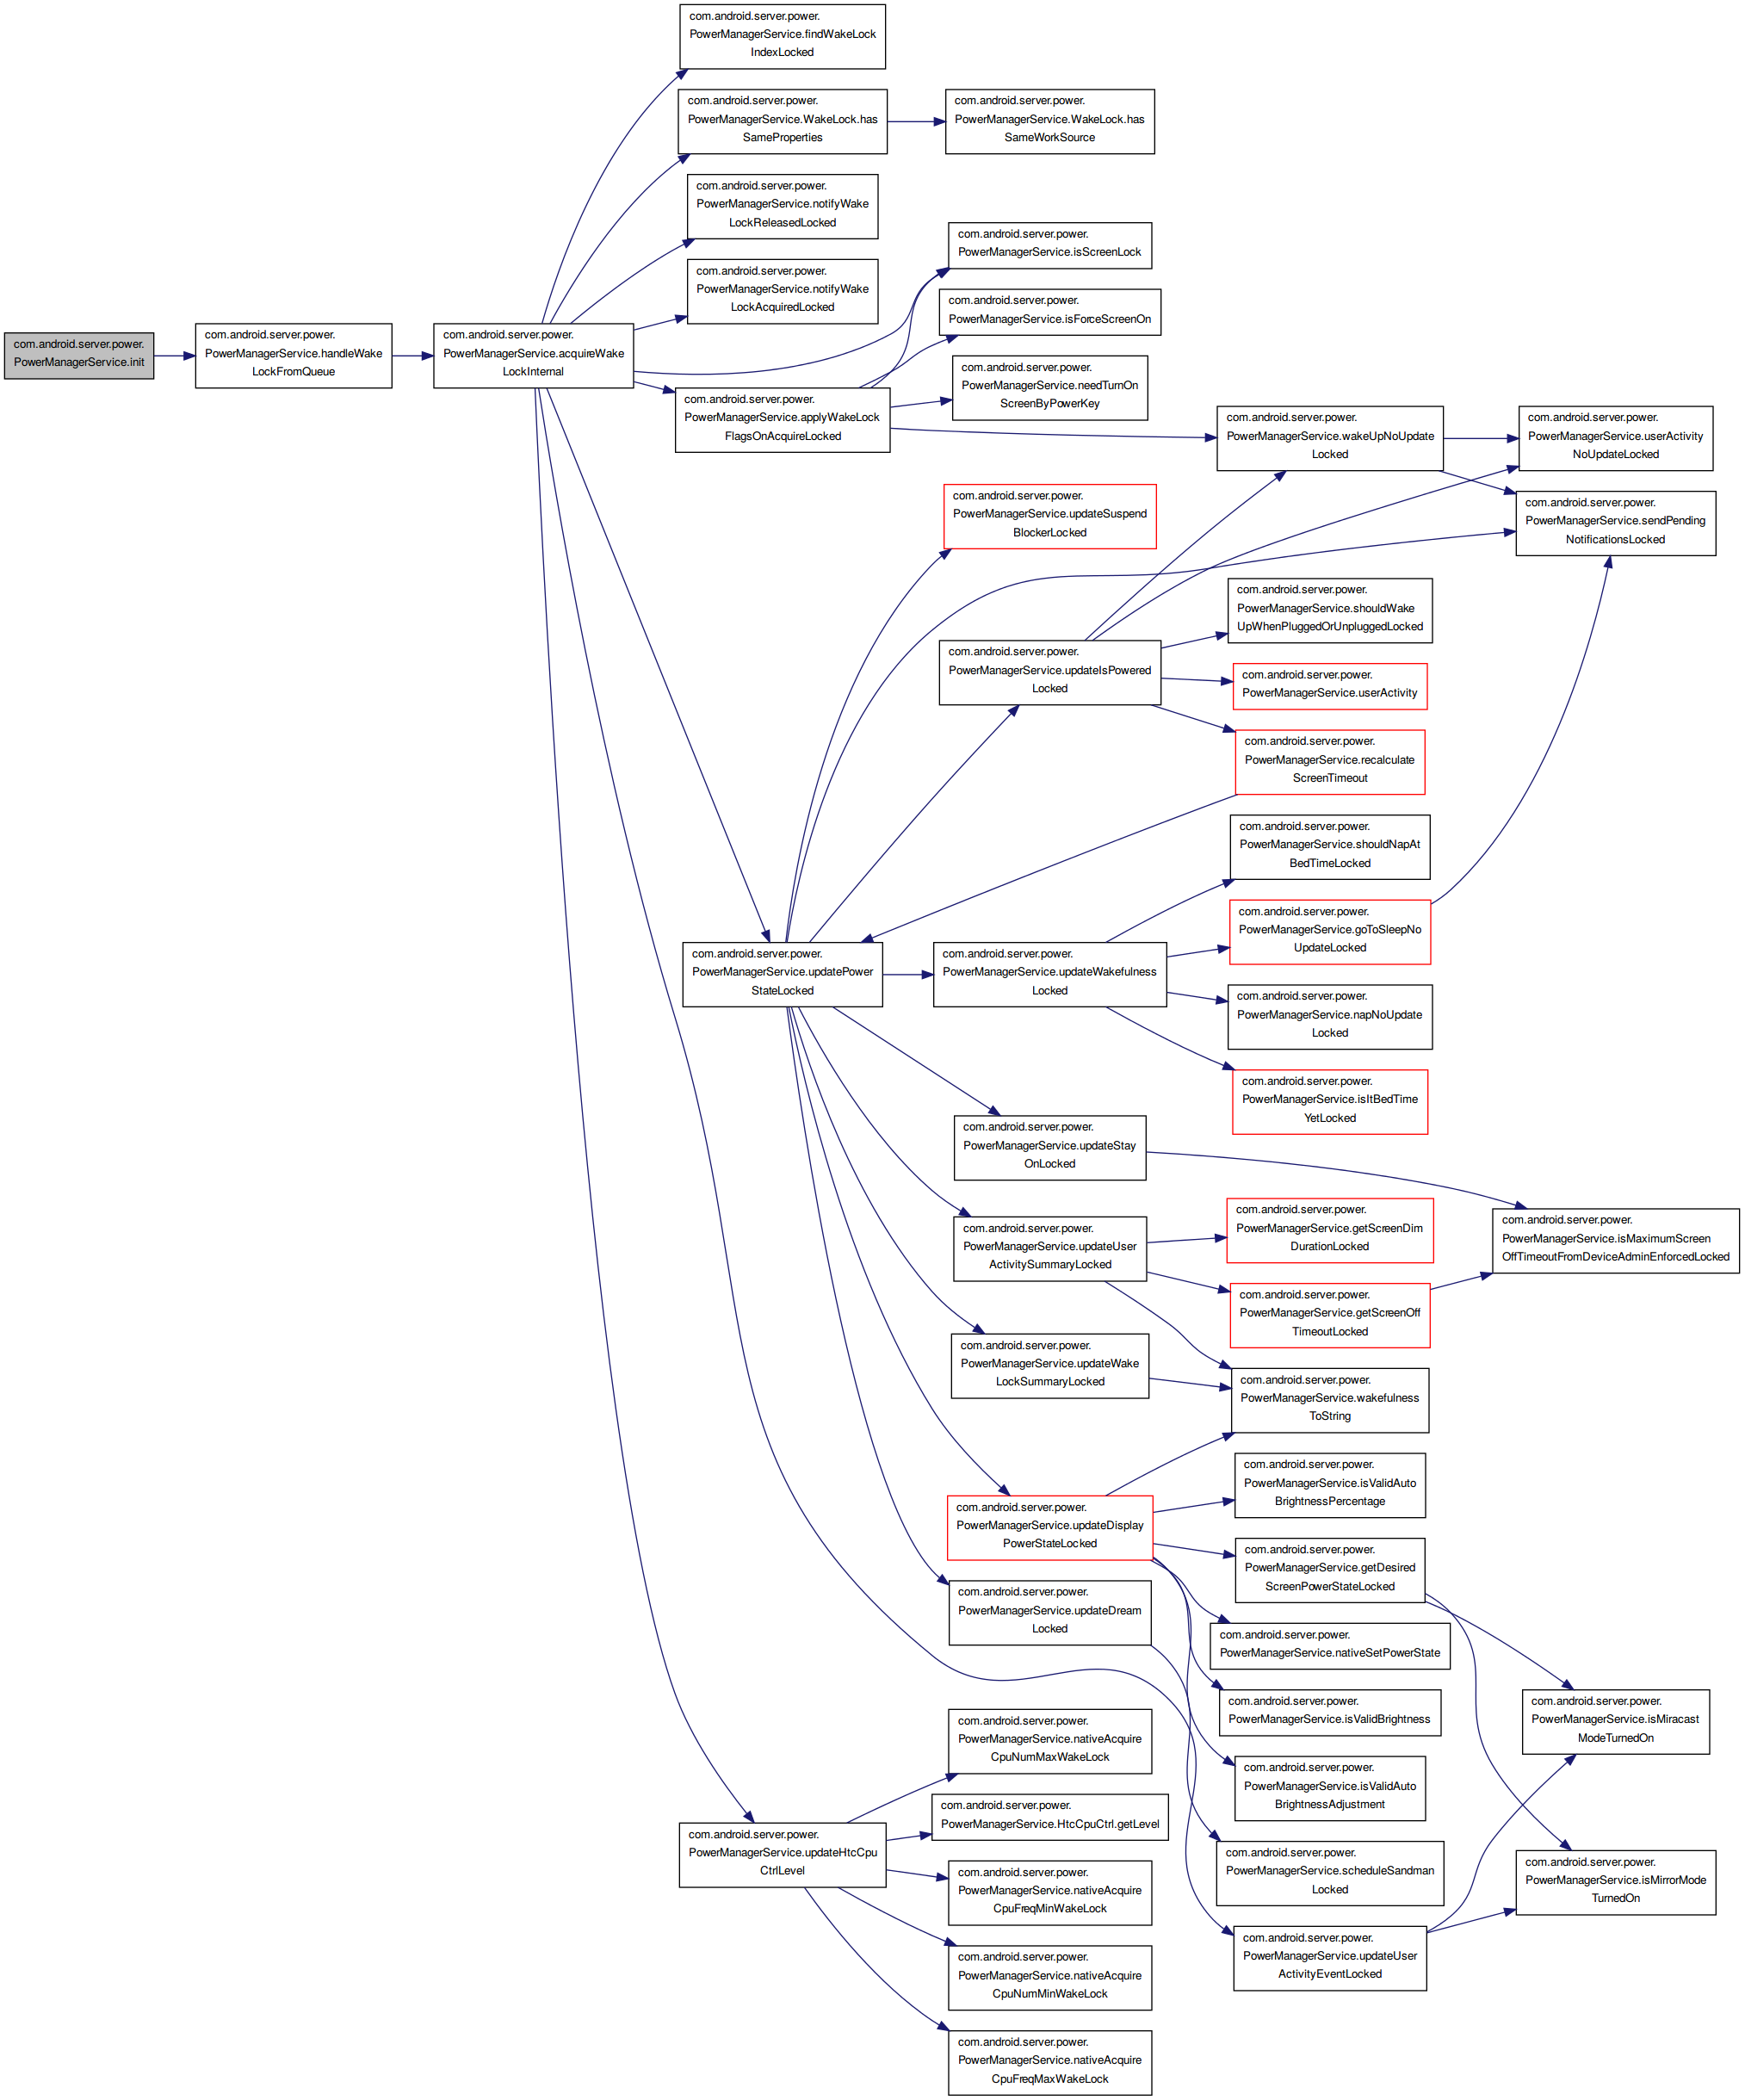 com.android.server.power.
PowerManagerService.findWakeLock
IndexLocked
com.android.server.power.
PowerManagerService.WakeLock.has
SameProperties
com.android.server.power.
PowerManagerService.WakeLock.has
SameWorkSource
com.android.server.power.
PowerManagerService.notifyWake
LockReleasedLocked
com.android.server.power.
PowerManagerService.isScreenLock
com.android.server.power.
PowerManagerService.notifyWake
LockAcquiredLocked
com.android.server.power.
PowerManagerService.isForceScreenOn
com.android.server.power.
PowerManagerService.init
com.android.server.power.
PowerManagerService.handleWake
LockFromQueue
com.android.server.power.
PowerManagerService.acquireWake
LockInternal
com.android.server.power.
PowerManagerService.needTurnOn
ScreenByPowerKey
com.android.server.power.
PowerManagerService.applyWakeLock
FlagsOnAcquireLocked
com.android.server.power.
PowerManagerService.wakeUpNoUpdate
Locked
com.android.server.power.
PowerManagerService.userActivity
NoUpdateLocked
com.android.server.power.
PowerManagerService.updateSuspend
BlockerLocked
com.android.server.power.
PowerManagerService.sendPending
NotificationsLocked
com.android.server.power.
PowerManagerService.shouldWake
UpWhenPluggedOrUnpluggedLocked
com.android.server.power.
PowerManagerService.updateIsPowered
Locked
com.android.server.power.
PowerManagerService.userActivity
com.android.server.power.
PowerManagerService.recalculate
ScreenTimeout
com.android.server.power.
PowerManagerService.shouldNapAt
BedTimeLocked
com.android.server.power.
PowerManagerService.goToSleepNo
UpdateLocked
com.android.server.power.
PowerManagerService.updatePower
StateLocked
com.android.server.power.
PowerManagerService.updateWakefulness
Locked
com.android.server.power.
PowerManagerService.napNoUpdate
Locked
com.android.server.power.
PowerManagerService.isItBedTime
YetLocked
com.android.server.power.
PowerManagerService.updateStay
OnLocked
com.android.server.power.
PowerManagerService.getScreenDim
DurationLocked
com.android.server.power.
PowerManagerService.isMaximumScreen
OffTimeoutFromDeviceAdminEnforcedLocked
com.android.server.power.
PowerManagerService.updateUser
ActivitySummaryLocked
com.android.server.power.
PowerManagerService.getScreenOff
TimeoutLocked
com.android.server.power.
PowerManagerService.updateWake
LockSummaryLocked
com.android.server.power.
PowerManagerService.wakefulness
ToString
com.android.server.power.
PowerManagerService.isValidAuto
BrightnessPercentage
com.android.server.power.
PowerManagerService.updateDisplay
PowerStateLocked
com.android.server.power.
PowerManagerService.getDesired
ScreenPowerStateLocked
com.android.server.power.
PowerManagerService.updateDream
Locked
com.android.server.power.
PowerManagerService.nativeSetPowerState
com.android.server.power.
PowerManagerService.isValidBrightness
com.android.server.power.
PowerManagerService.isMiracast
ModeTurnedOn
com.android.server.power.
PowerManagerService.nativeAcquire
CpuNumMaxWakeLock
com.android.server.power.
PowerManagerService.isValidAuto
BrightnessAdjustment
com.android.server.power.
PowerManagerService.HtcCpuCtrl.getLevel
com.android.server.power.
PowerManagerService.updateHtcCpu
CtrlLevel
com.android.server.power.
PowerManagerService.scheduleSandman
Locked
com.android.server.power.
PowerManagerService.isMirrorMode
TurnedOn
com.android.server.power.
PowerManagerService.nativeAcquire
CpuFreqMinWakeLock
com.android.server.power.
PowerManagerService.updateUser
ActivityEventLocked
com.android.server.power.
PowerManagerService.nativeAcquire
CpuNumMinWakeLock
com.android.server.power.
PowerManagerService.nativeAcquire
CpuFreqMaxWakeLock